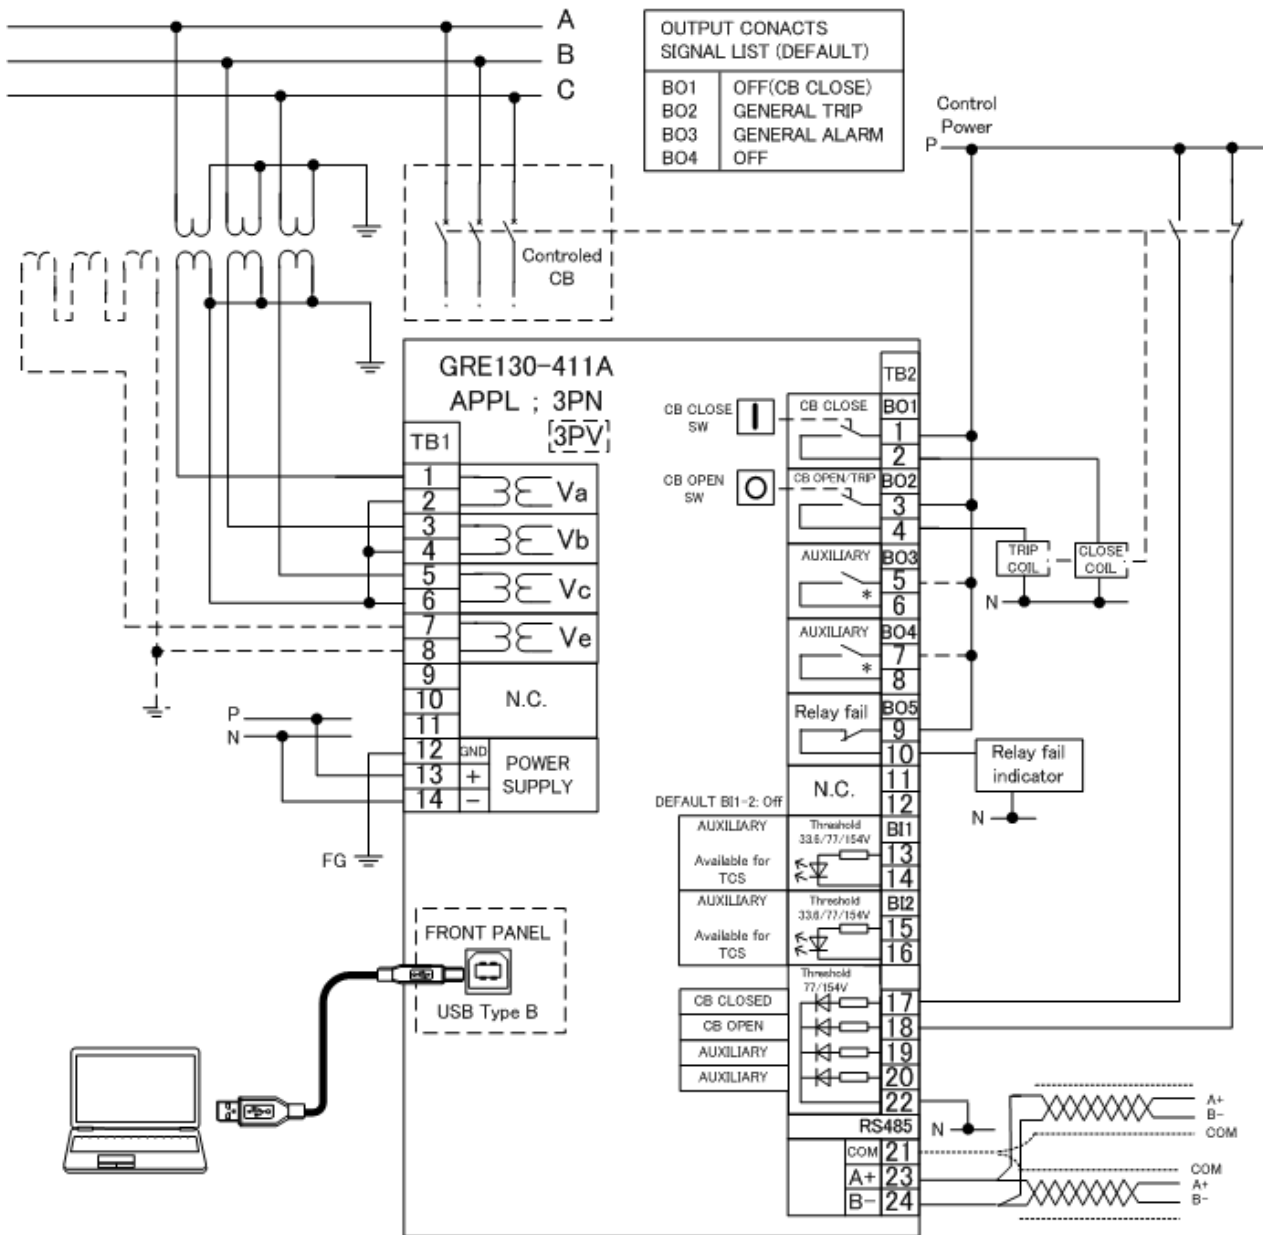 A
B
C
OUTPUT CONACTS
SIGNAL LIST (DEFAULT)
BO1 OFF(CB CLOSE)
BO2 GENERAL TRIP
BO3 GENERAL ALARM
BO4 OFF
Control
Power
P
Controled
CB
GRE130-411A
APPL ; 3PN
3PV
TB1
1
2
Va
3
4
Vb
5
6
Vc
7
8
Ve
9
10
11
N.C.
12 GND
13 +
14 -
POWER
SUPPLY
P
N
FG
FRONT PANEL
USB Type B
TB2
CB CLOSE
SW
CB CLOSE BO1
1
2
CB OPEN
SW
CB OPEN/TRIP BO2
3
4
AUXILIARY BO3
5
* 6
AUXILIARY BO4
7
* 8
Relay fail BO5
9
10
N.C.
11
12
TRIP
COIL
CLOSE
COIL
N
Relay fail
indicator
N
DEFAULT BI1-2: Off
AUXILIARY
Available for
TCS
Threshold
33.6/77/154V
BI1
13
14
AUXILIARY
Available for
TCS
Threshold
33.6/77/154V
BI2
15
16
Threshold
77/154V
CB CLOSED 17
CB OPEN 18
AUXILIARY 19
AUXILIARY 20
22
N
RS485
COM 21
A+ 23
B- 24
A+
B-
COM
COM
A+
B-